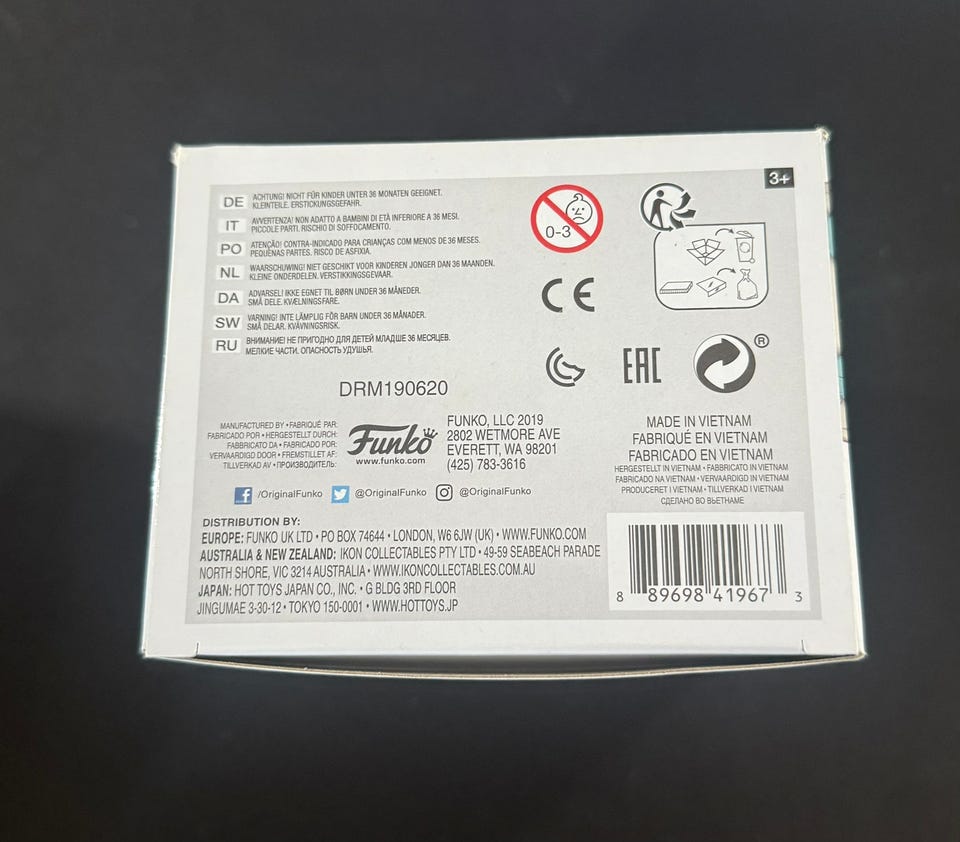 3+
DE ACHTUNG! NICHT FÜR KINDER UNTER 36 MONATEN GEEIGNET.
KLEINTEILE. ERSTICKUNGSGEFAHR.
IT AVVERTENZA! NON ADATTO A BAMBINI DI ETÀ INFERIORE A 36 MESI.
PICCOLE PARTI. RISCHIO DI SOFFOCAMENTO.
PO ATENÇÃO! CONTRA-INDICADO PARA CRIANÇAS COM MENOS DE 36 MESES.
PEQUENAS PARTES. RISCO DE ASFIXIA.
NL WAARSCHUWING! NIET GESCHIKT VOOR KINDEREN JONGER DAN 36 MAANDEN.
KLEINE ONDERDELEN. VERSTIKKINGSGEVAAR.
DA ADVARSEL! IKKE EGNET TIL BØRN UNDER 36 MÅNEDER.
SMÅ DELE. KVÆLNINGSFARE.
SW VARNING! INTE LÄMPLIG FÖR BARN UNDER 36 MÅNADER.
SMÅ DELAR. KVÄVNINGSRISK.
RU ВНИМАНИЕ! НЕ ПРИГОДНО ДЛЯ ДЕТЕЙ МЛАДШЕ 36 МЕСЯЦЕВ.
МЕЛКИЕ ЧАСТИ. ОПАСНОСТЬ УДУШЬЯ.
0-3
CE
EAC
®
DRM190620
MANUFACTURED BY • FABRIQUÉ PAR:
FABRICADO POR • HERGESTELLT DURCH:
FABBRICATO DA • FABRICADO POR:
VERVAARDIGD DOOR • FREMSTILLET AF:
TILLVERKAD AV • ПРОИЗВОДИТЕЛЬ:
Funko
www.funko.com
FUNKO, LLC 2019
2802 WETMORE AVE
EVERETT, WA 98201
(425) 783-3616
MADE IN VIETNAM
FABRIQUÉ EN VIETNAM
FABRICADO EN VIETNAM
HERGESTELLT IN VIETNAM • FABBRICATO IN VIETNAM
FABRICADO NA VIETNAM • VERVAARDIGD IN VIETNAM
PRODUCERET I VIETNAM • TILLVERKAD I VIETNAM
СДЕЛАНО ВО ВЬЕТНАМЕ
f /OriginalFunko @OriginalFunko @OriginalFunko
DISTRIBUTION BY:
EUROPE: FUNKO UK LTD • PO BOX 74644 • LONDON, W6 6JW (UK) • WWW.FUNKO.COM
AUSTRALIA & NEW ZEALAND: IKON COLLECTABLES PTY LTD • 49-59 SEABEACH PARADE
NORTH SHORE, VIC 3214 AUSTRALIA • WWW.IKONCOLLECTABLES.COM.AU
JAPAN: HOT TOYS JAPAN CO., INC. • G BLDG 3RD FLOOR
JINGUMAE 3-30-12 • TOKYO 150-0001 • WWW.HOTTOYS.JP
8 89698 41967 3